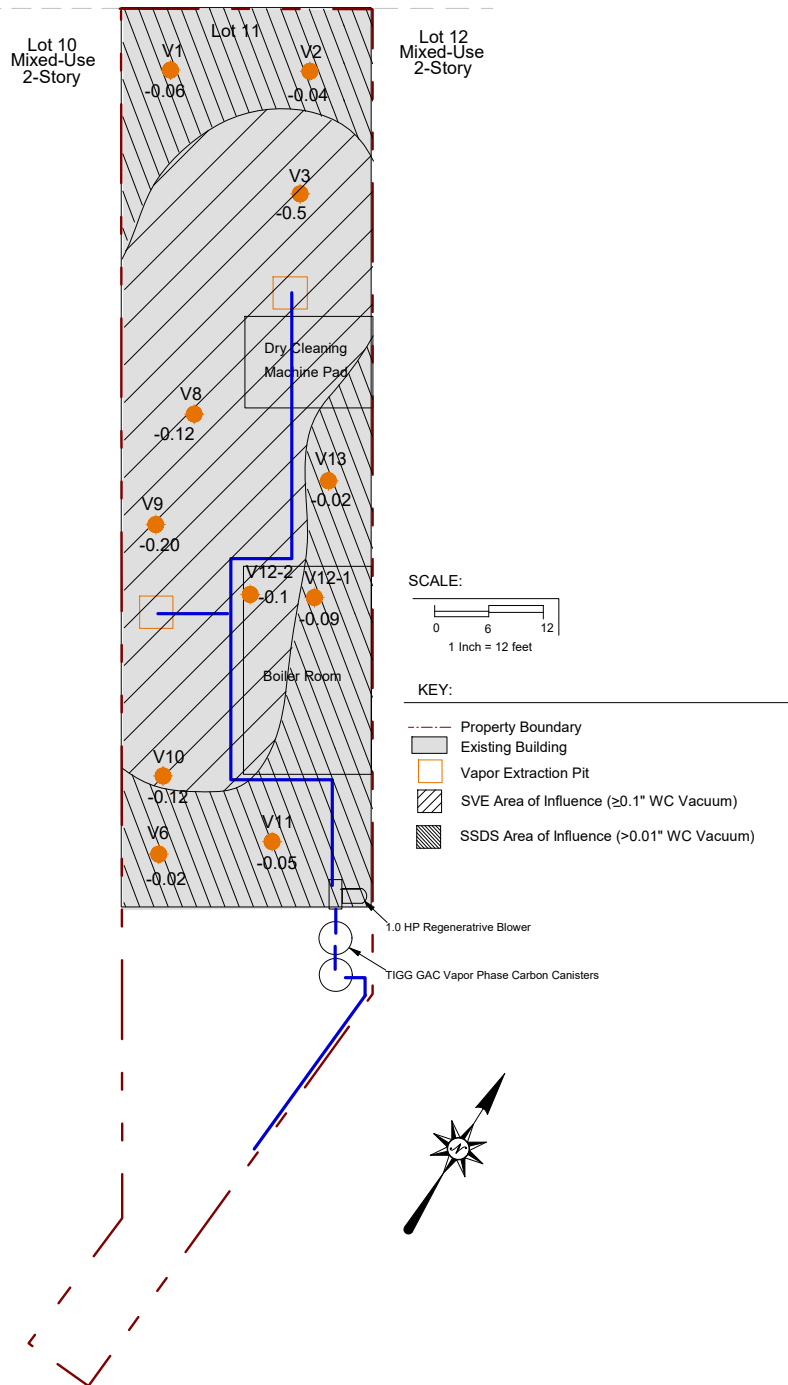 Lot 10
Mixed-Use
2-Story
Lot 11
Lot 12
Mixed-Use
2-Story
V1
-0.06
V2
-0.04
V3
-0.5
Dry Cleaning
Machine Pad
V8
-0.12
V13
-0.02
V9
-0.20
V12-2
-0.1
V12-1
-0.09
Boiler Room
V10
-0.12
V6
-0.02
V11
-0.05
1.0 HP Regeneratrive Blower
TIGG GAC Vapor Phase Carbon Canisters
SCALE:
0 6 12
1 Inch = 12 feet
KEY:
Property Boundary
Existing Building
Vapor Extraction Pit
SVE Area of Influence (≥0.1" WC Vacuum)
SSDS Area of Influence (>0.01" WC Vacuum)
N